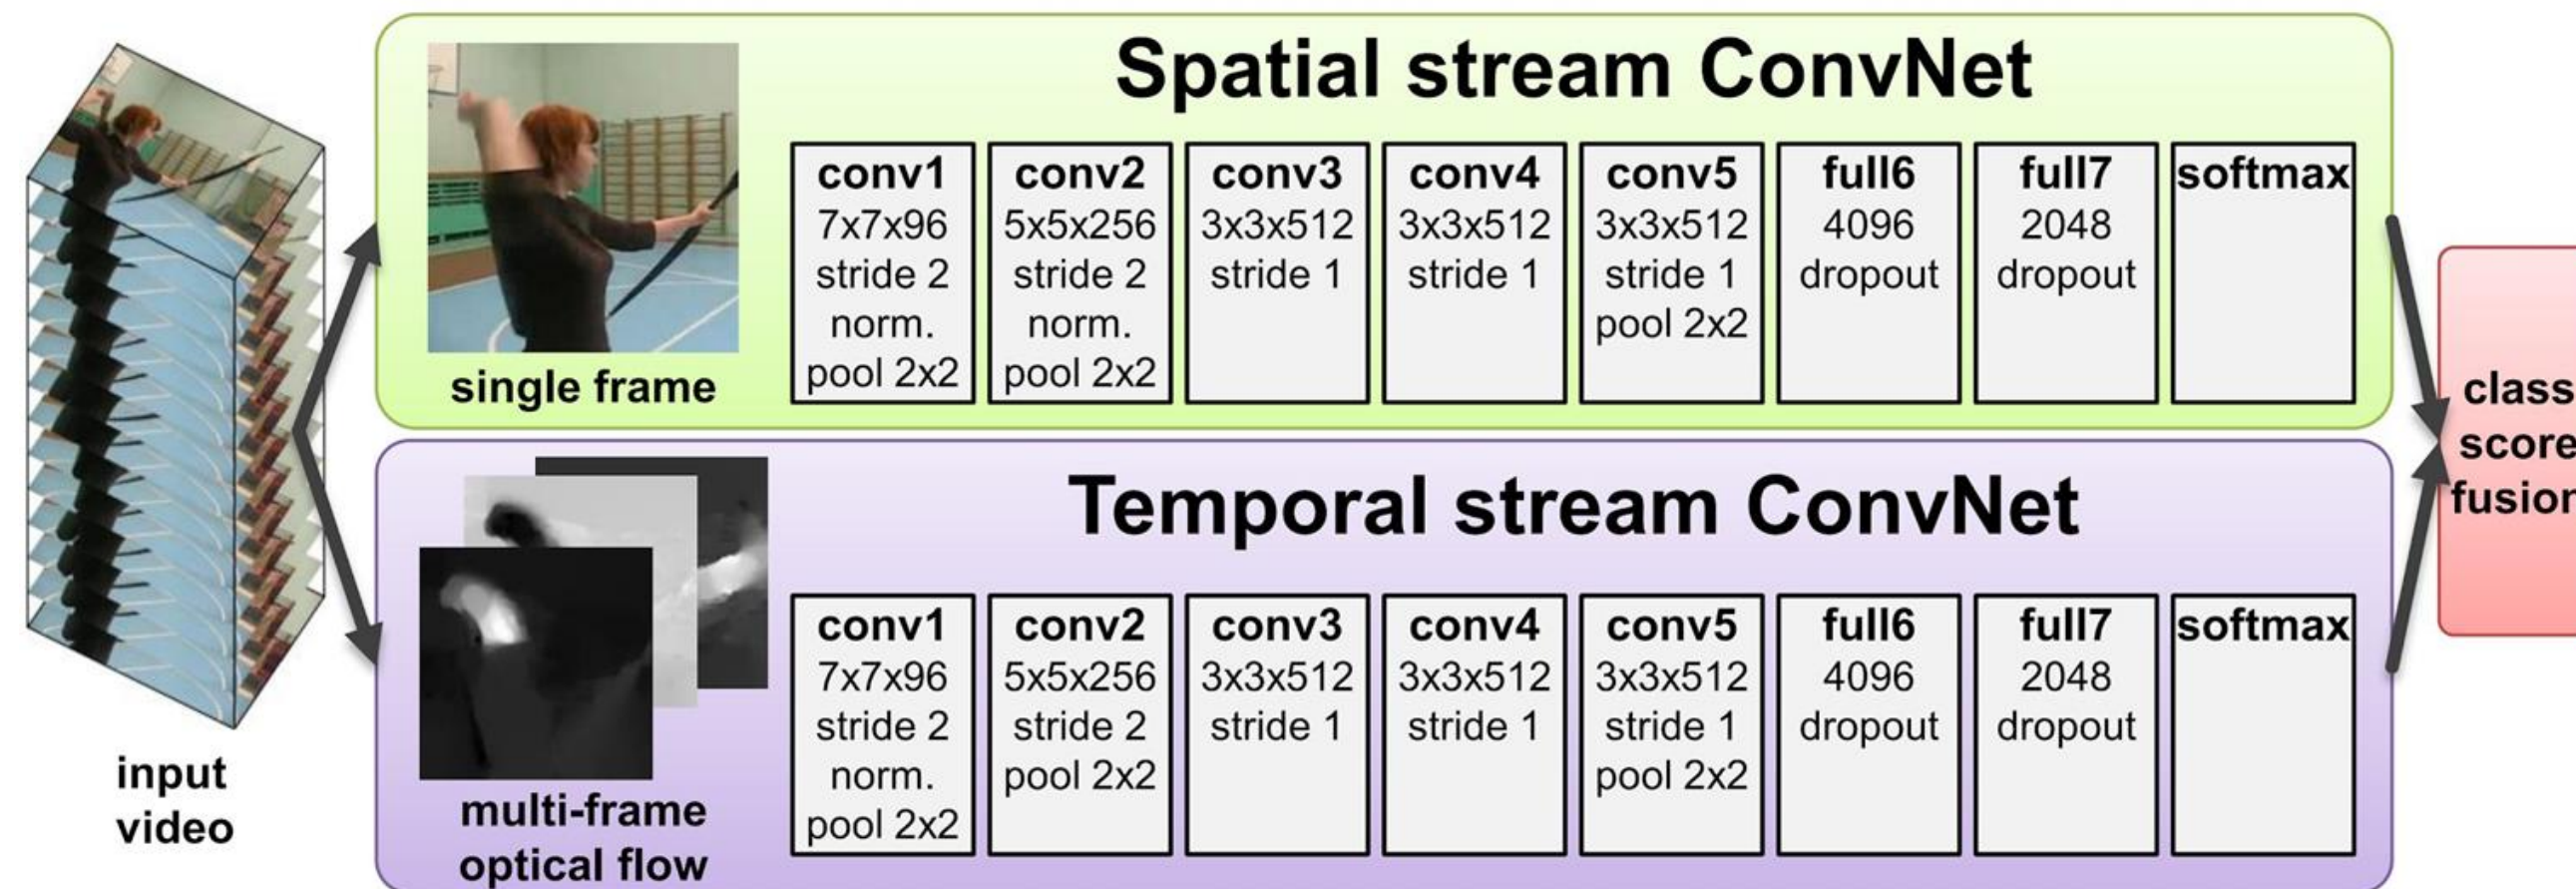 Spatial stream ConvNet
single frame
conv1
7x7x96
stride 2
norm.
pool 2x2
conv2
5x5x256
stride 2
norm.
pool 2x2
conv3
3x3x512
stride 1
conv4
3x3x512
stride 1
conv5
3x3x512
stride 1
pool 2x2
full6
4096
dropout
full7
2048
dropout
softmax
input
video
Temporal stream ConvNet
multi-frame
optical flow
conv1
7x7x96
stride 2
norm.
pool 2x2
conv2
5x5x256
stride 2
pool 2x2
conv3
3x3x512
stride 1
conv4
3x3x512
stride 1
conv5
3x3x512
stride 1
pool 2x2
full6
4096
dropout
full7
2048
dropout
softmax
class
score
fusion